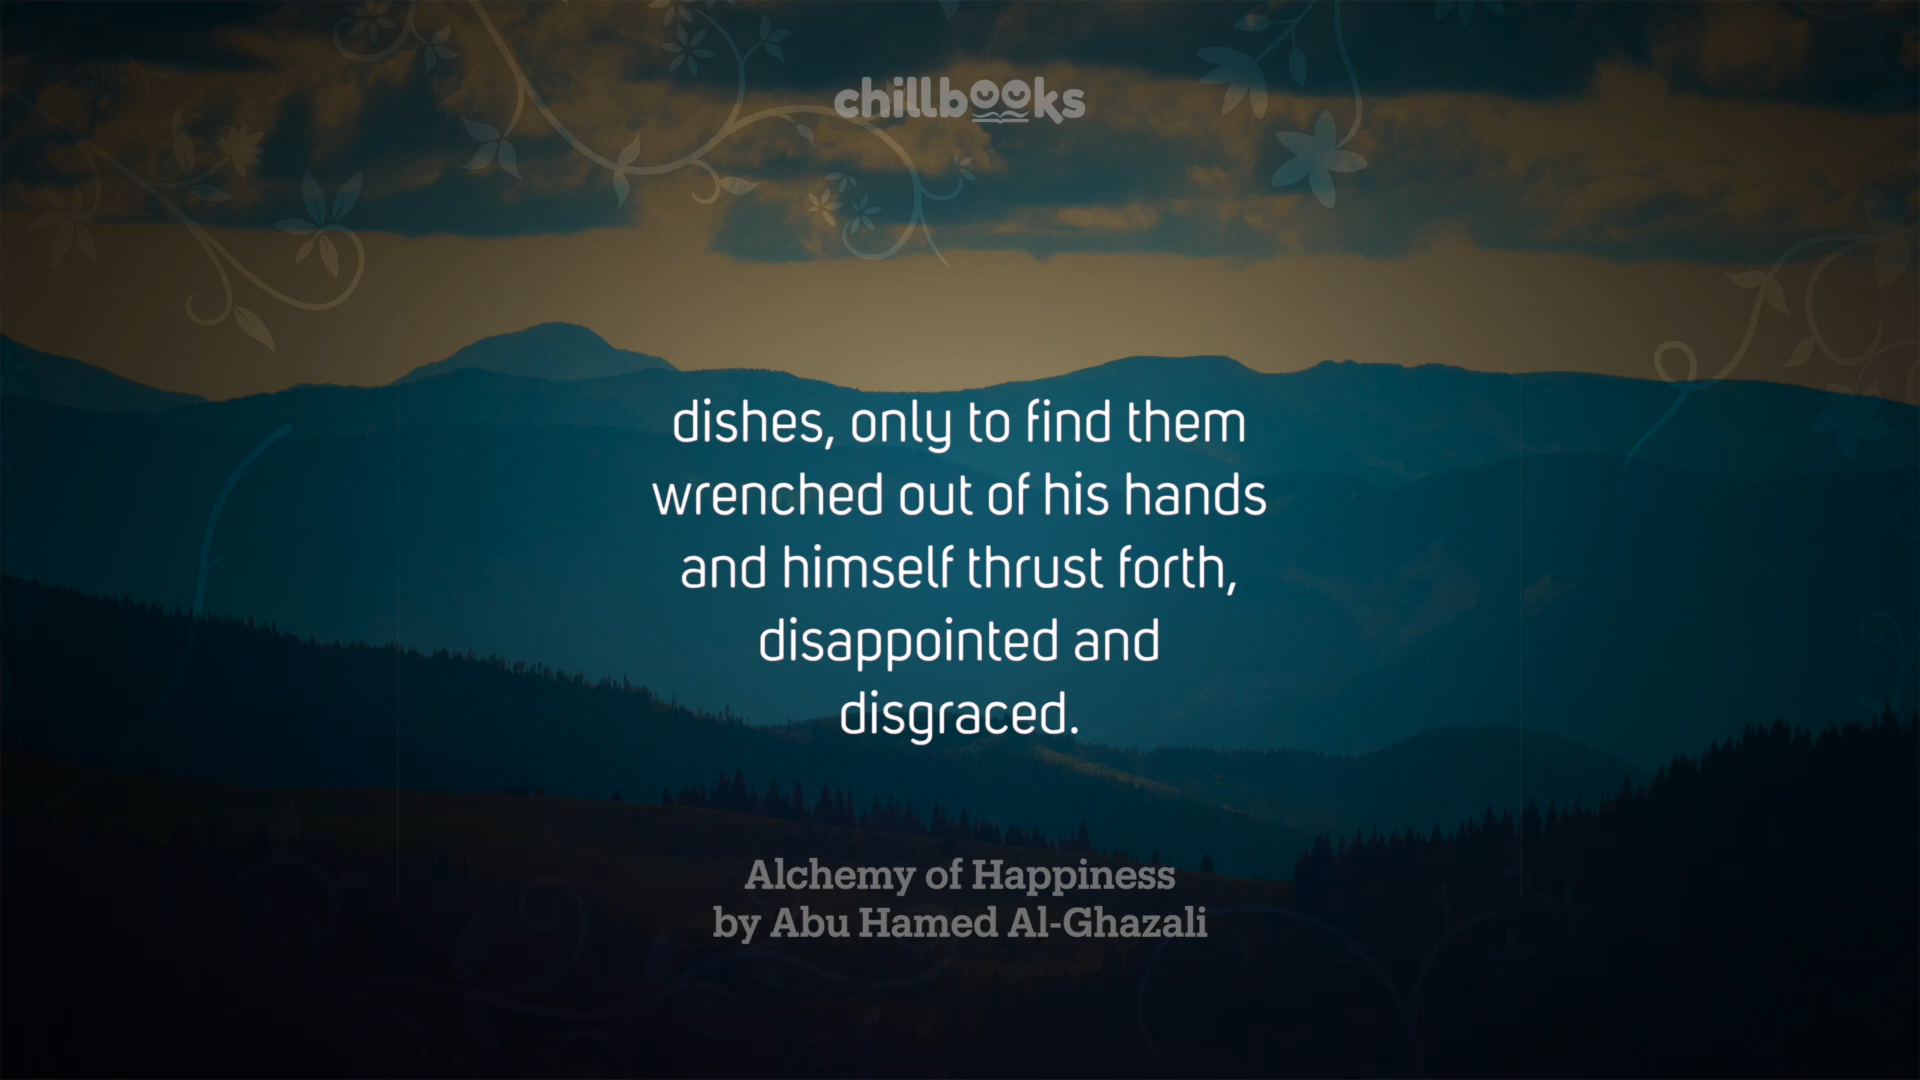 chillbooks
dishes, only to find them
wrenched out of his hands
and himself thrust forth,
disappointed and
disgraced.
Alchemy of Happiness
by Abu Hamed Al-Ghazali